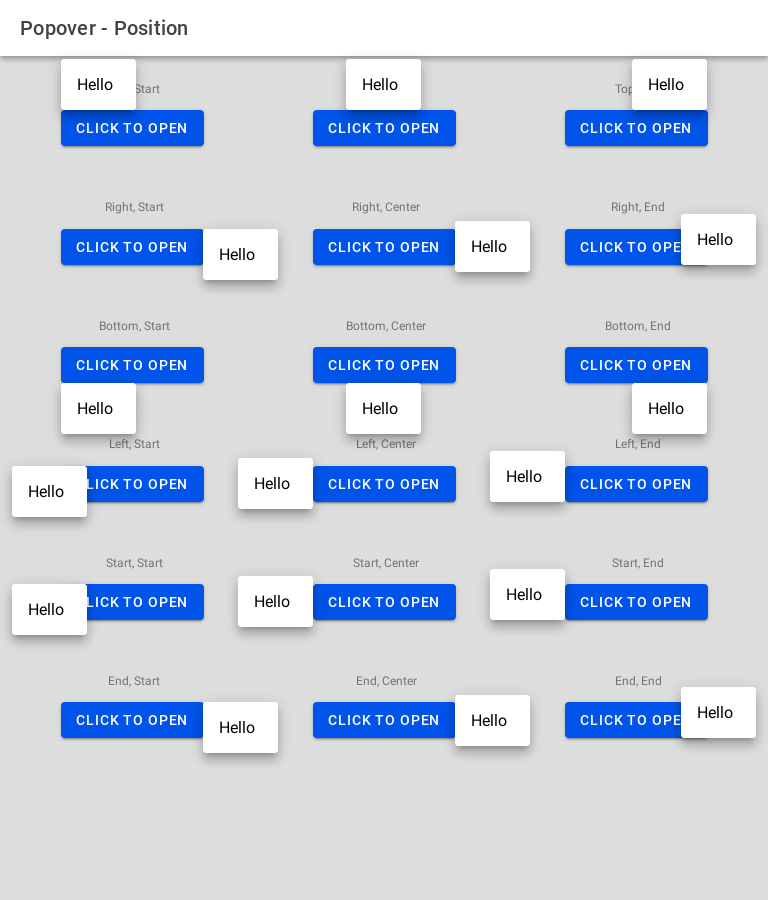 Popover - Position
Hello Start Hello Hello
CLICK TO OPEN CLICK TO OPEN CLICK TO OPEN
Right, Start Right, Center Right, End
CLICK TO OPEN Hello CLICK TO OPEN Hello CLICK TO OPE Hello
Bottom, Start Bottom, Center Bottom, End
CLICK TO OPEN CLICK TO OPEN CLICK TO OPEN
Hello Hello Hello
Left, Start Left, Center Left, End
Hello LICK TO OPEN Hello CLICK TO OPEN Hello CLICK TO OPEN
Start, Start Start, Center Start, End
Hello LICK TO OPEN Hello CLICK TO OPEN Hello CLICK TO OPEN
End, Start End, Center End, End
CLICK TO OPEN Hello CLICK TO OPEN Hello CLICK TO OPE Hello